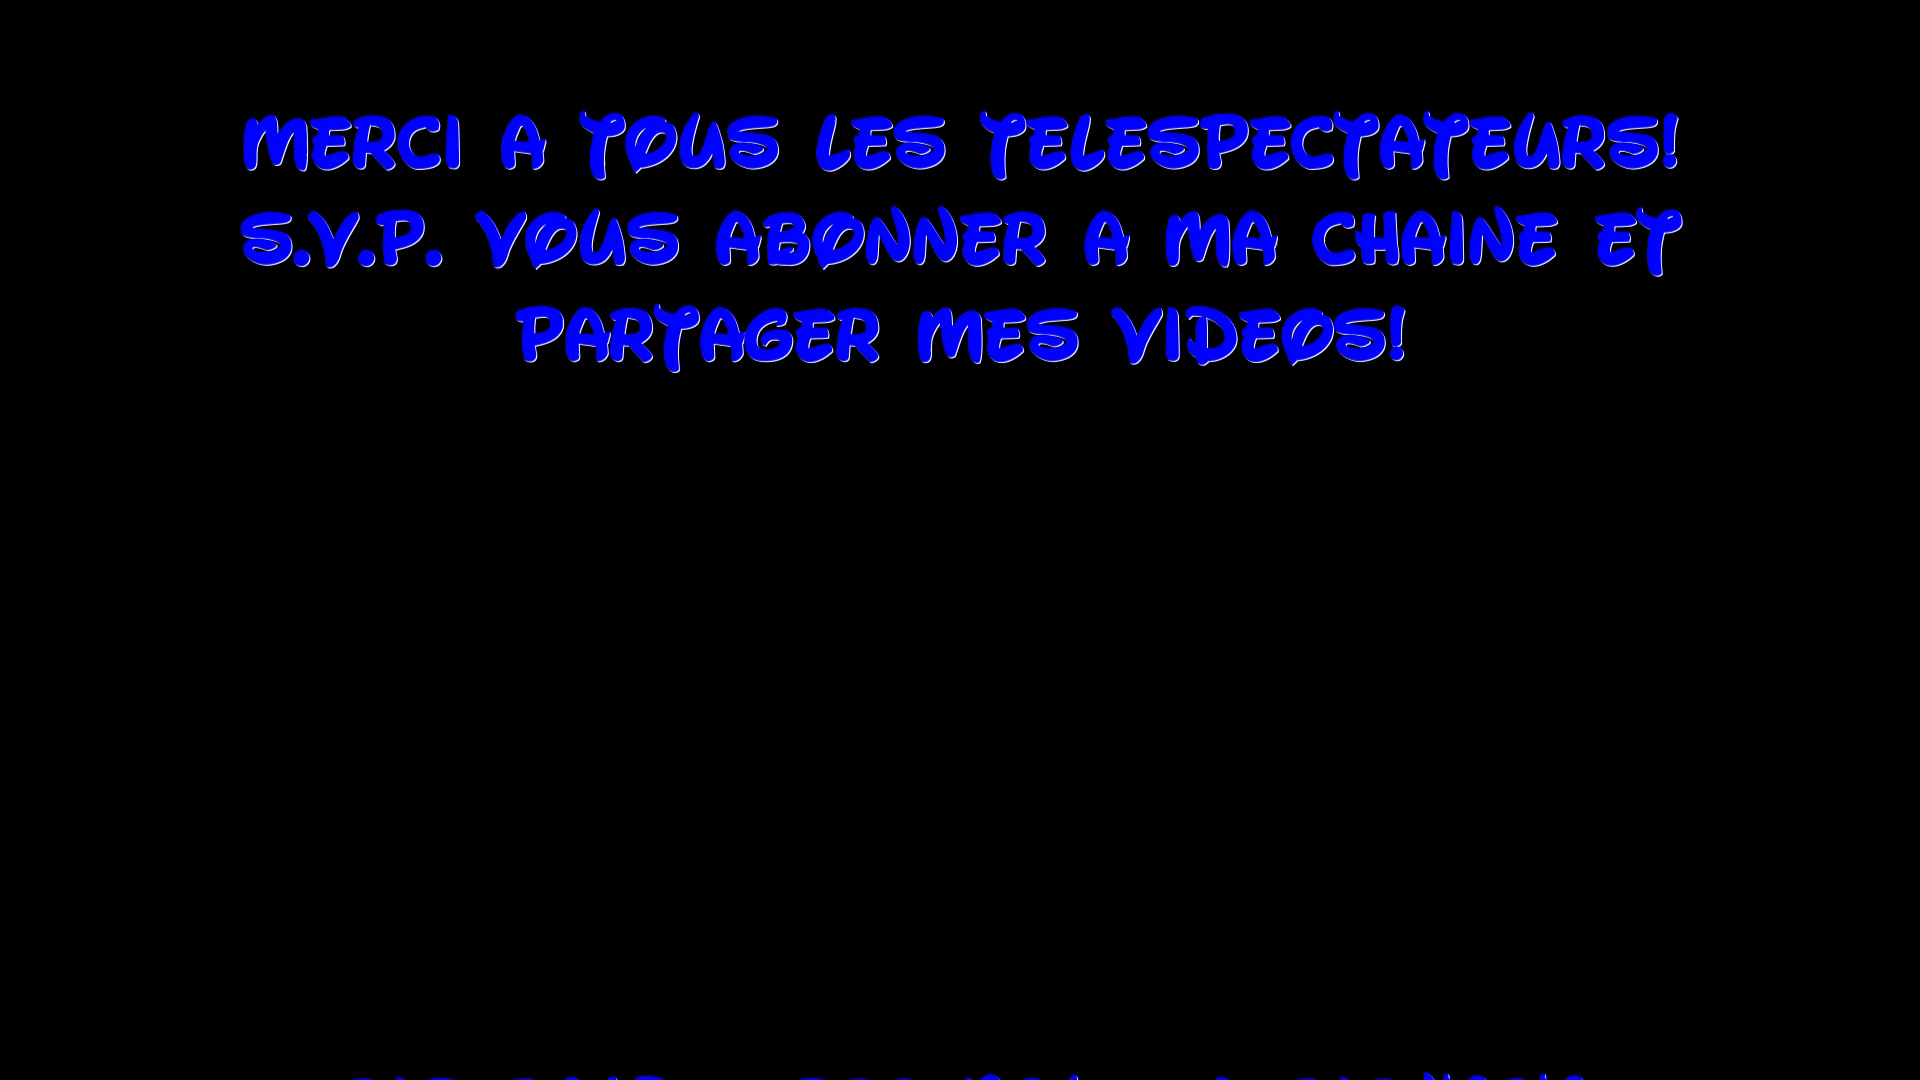 MERCI A TOUS LES TELESPECTATEURS!
S.V.P. VOUS ABONNER A MA CHAINE ET
PARTAGER MES VIDEOS!